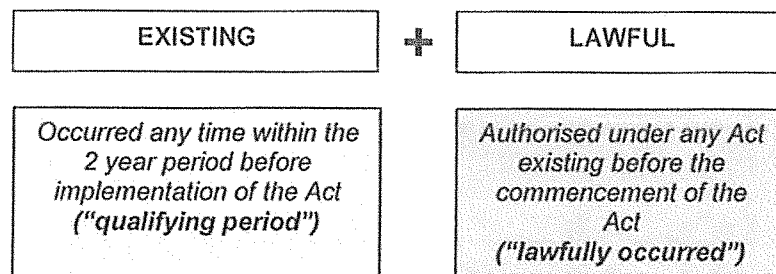 EXISTING + LAWFUL
Occurred any time within the
2 year period before
implementation of the Act
("qualifying period")
Authorised under any Act
existing before the
commencement of the
Act
("lawfully occurred")